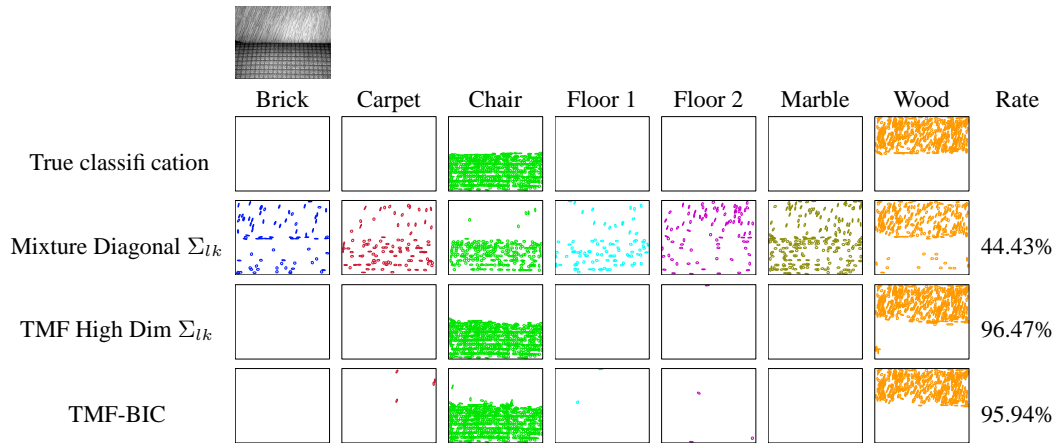 Brick Carpet Chair Floor 1 Floor 2 Marble Wood Rate
True classifi cation
Mixture Diagonal Σlk 44.43%
TMF High Dim Σlk 96.47%
TMF-BIC 95.94%